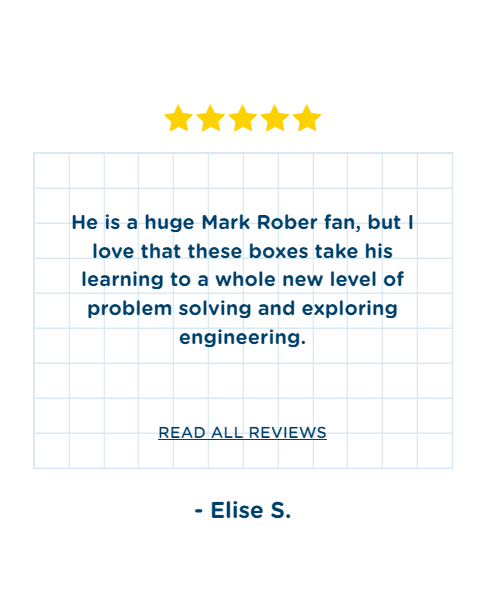 He is a huge Mark Rober fan, but I
love that these boxes take his
learning to a whole new level of
problem solving and exploring
engineering.
READ ALL REVIEWS
- Elise S.